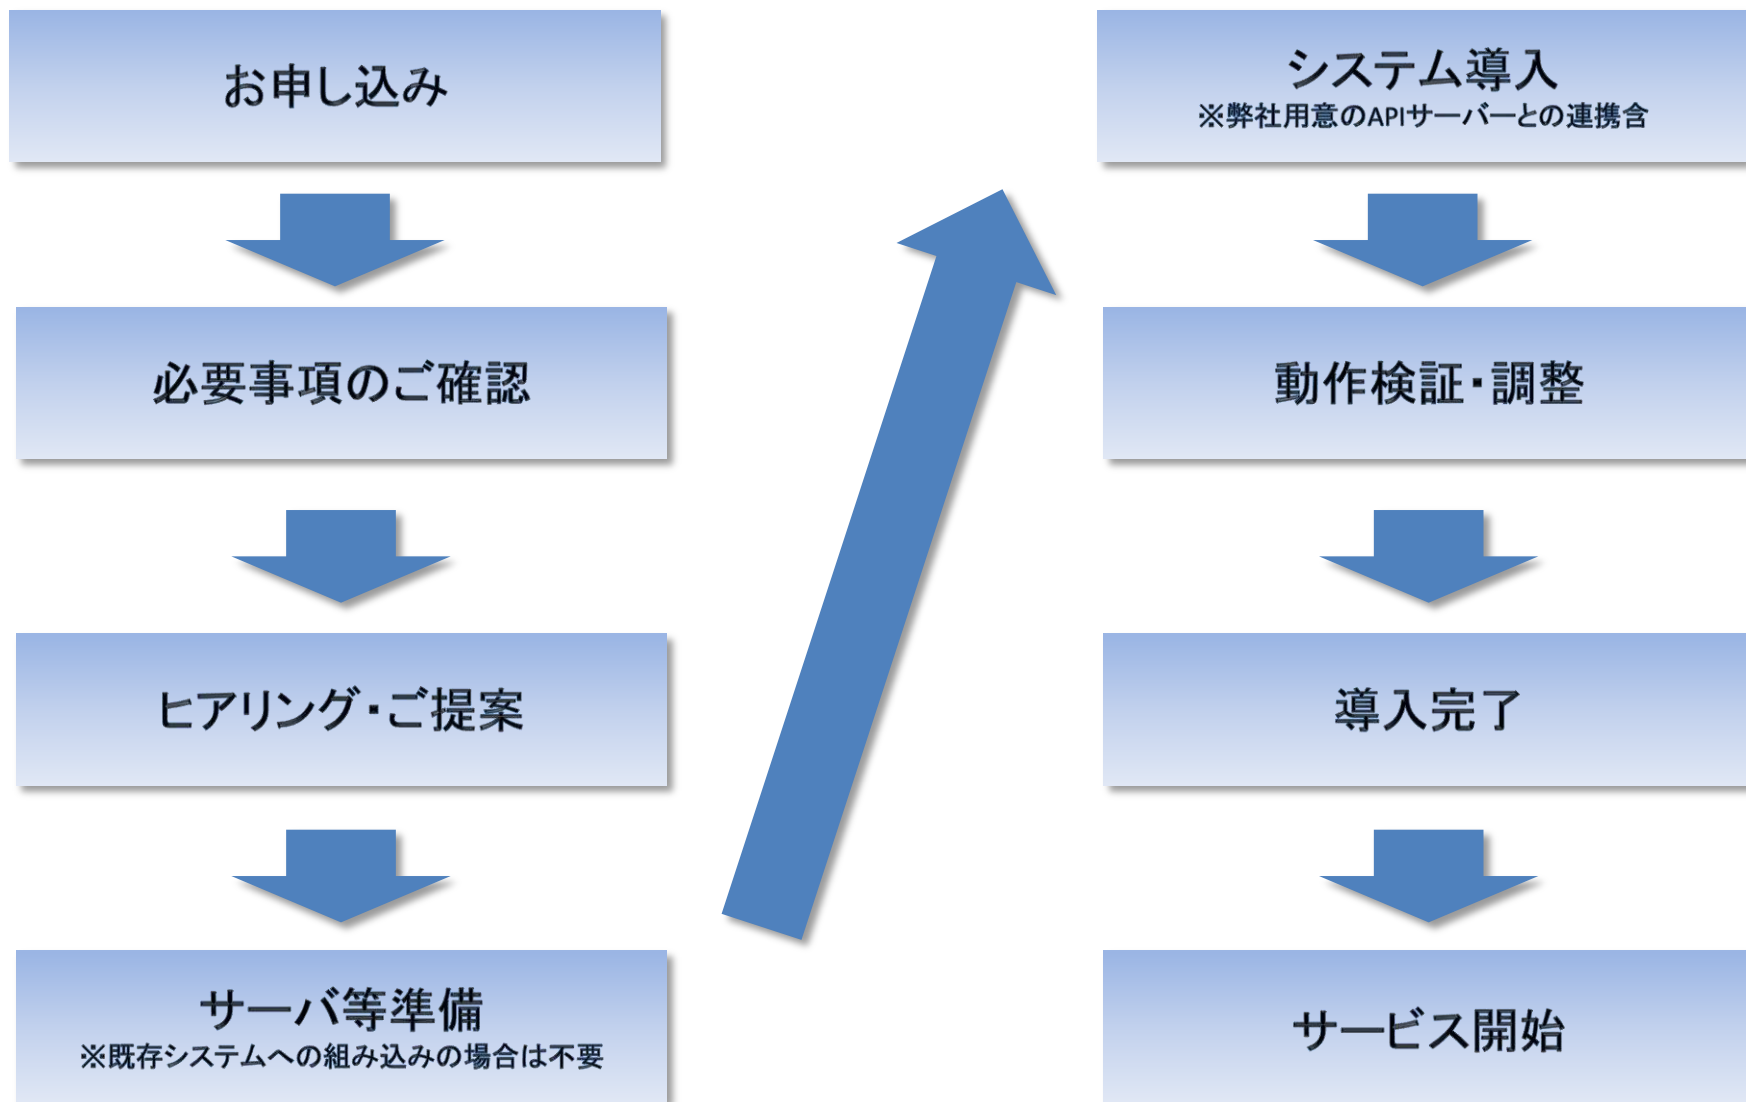 お申し込み
必要事項のご確認
ヒアリング・ご提案
サーバ等準備
※既存システムへの組み込みの場合は不要
システム導入
※弊社用意のAPIサーバーとの連携含
動作検証・調整
導入完了
サービス開始